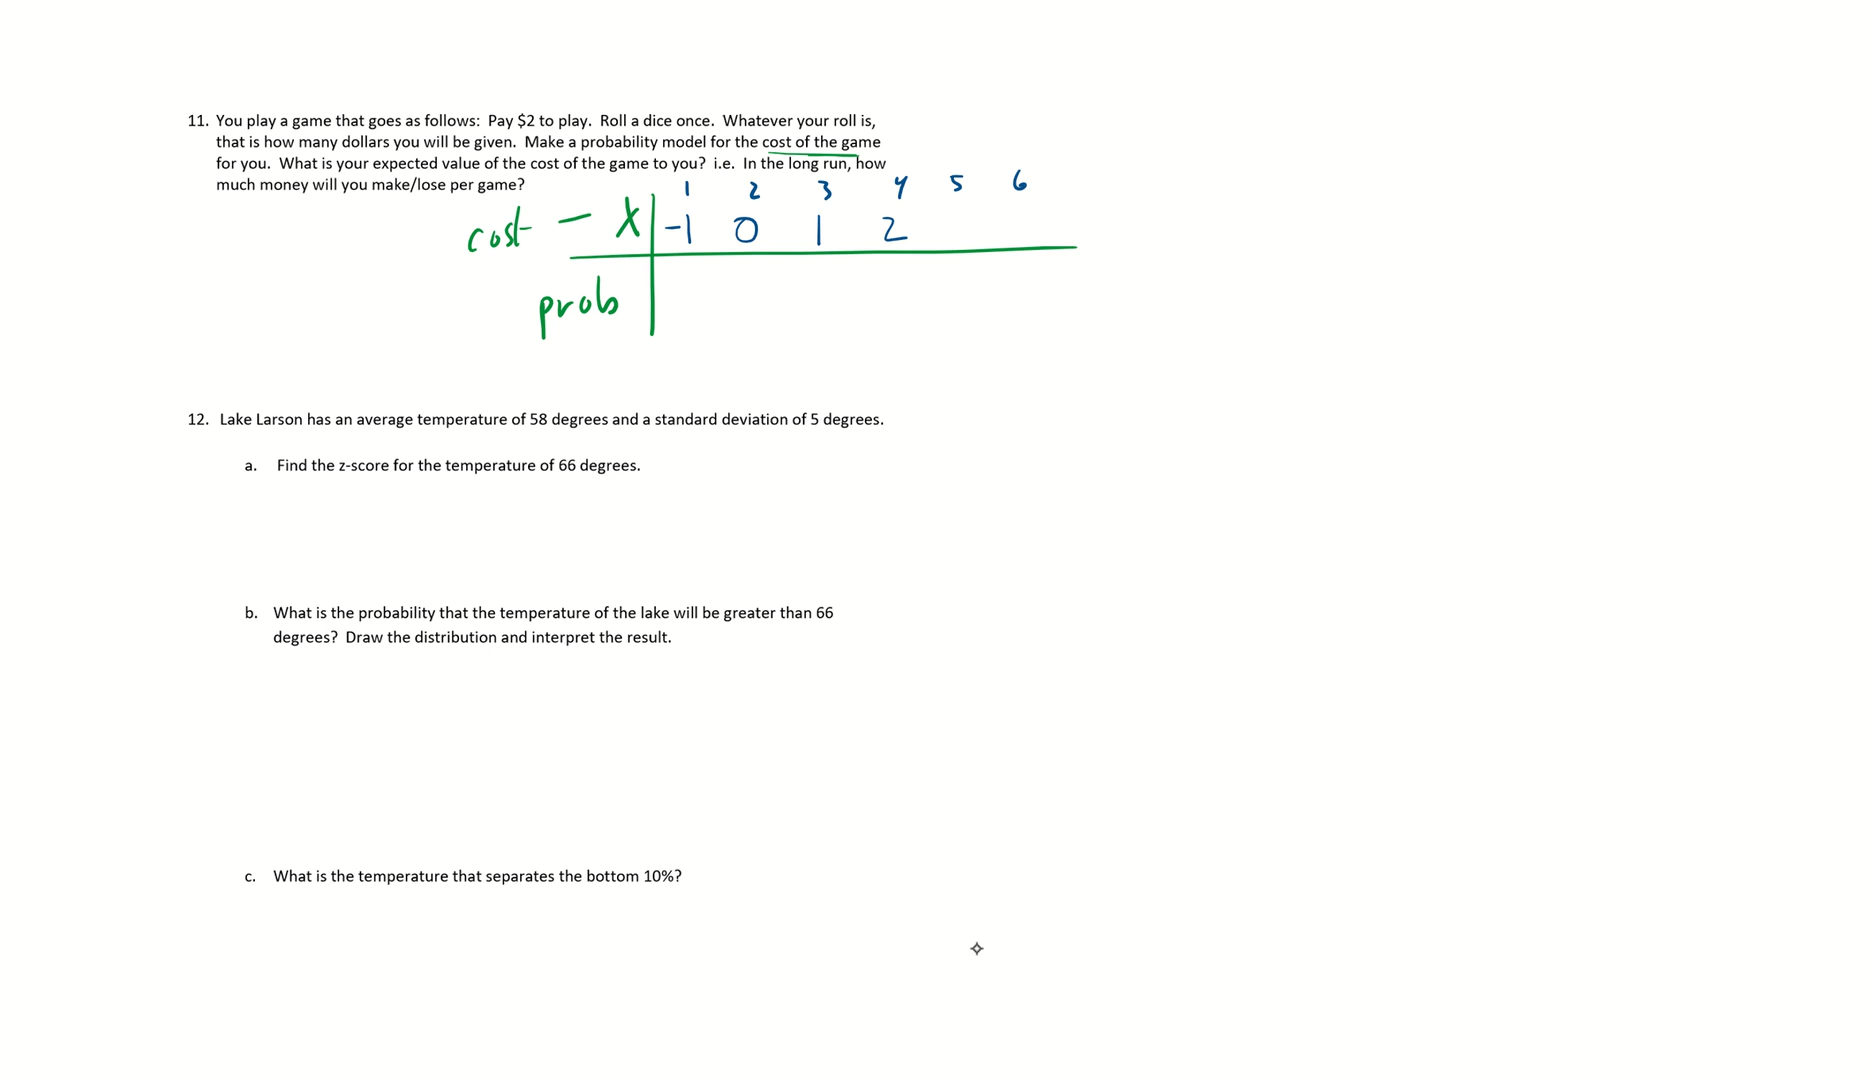 11. You play a game that goes as follows: Pay $2 to play. Roll a dice once. Whatever your roll is,
that is how many dollars you will be given. Make a probability model for the cost of the game
for you. What is your expected value of the cost of the game to you? i.e. In the long run, how
much money will you make/lose per game?
1 2 3 4 5 6
cost - X -1 0 1 2
prob
12. Lake Larson has an average temperature of 58 degrees and a standard deviation of 5 degrees.
a. Find the z-score for the temperature of 66 degrees.
b. What is the probability that the temperature of the lake will be greater than 66
degrees? Draw the distribution and interpret the result.
c. What is the temperature that separates the bottom 10%?